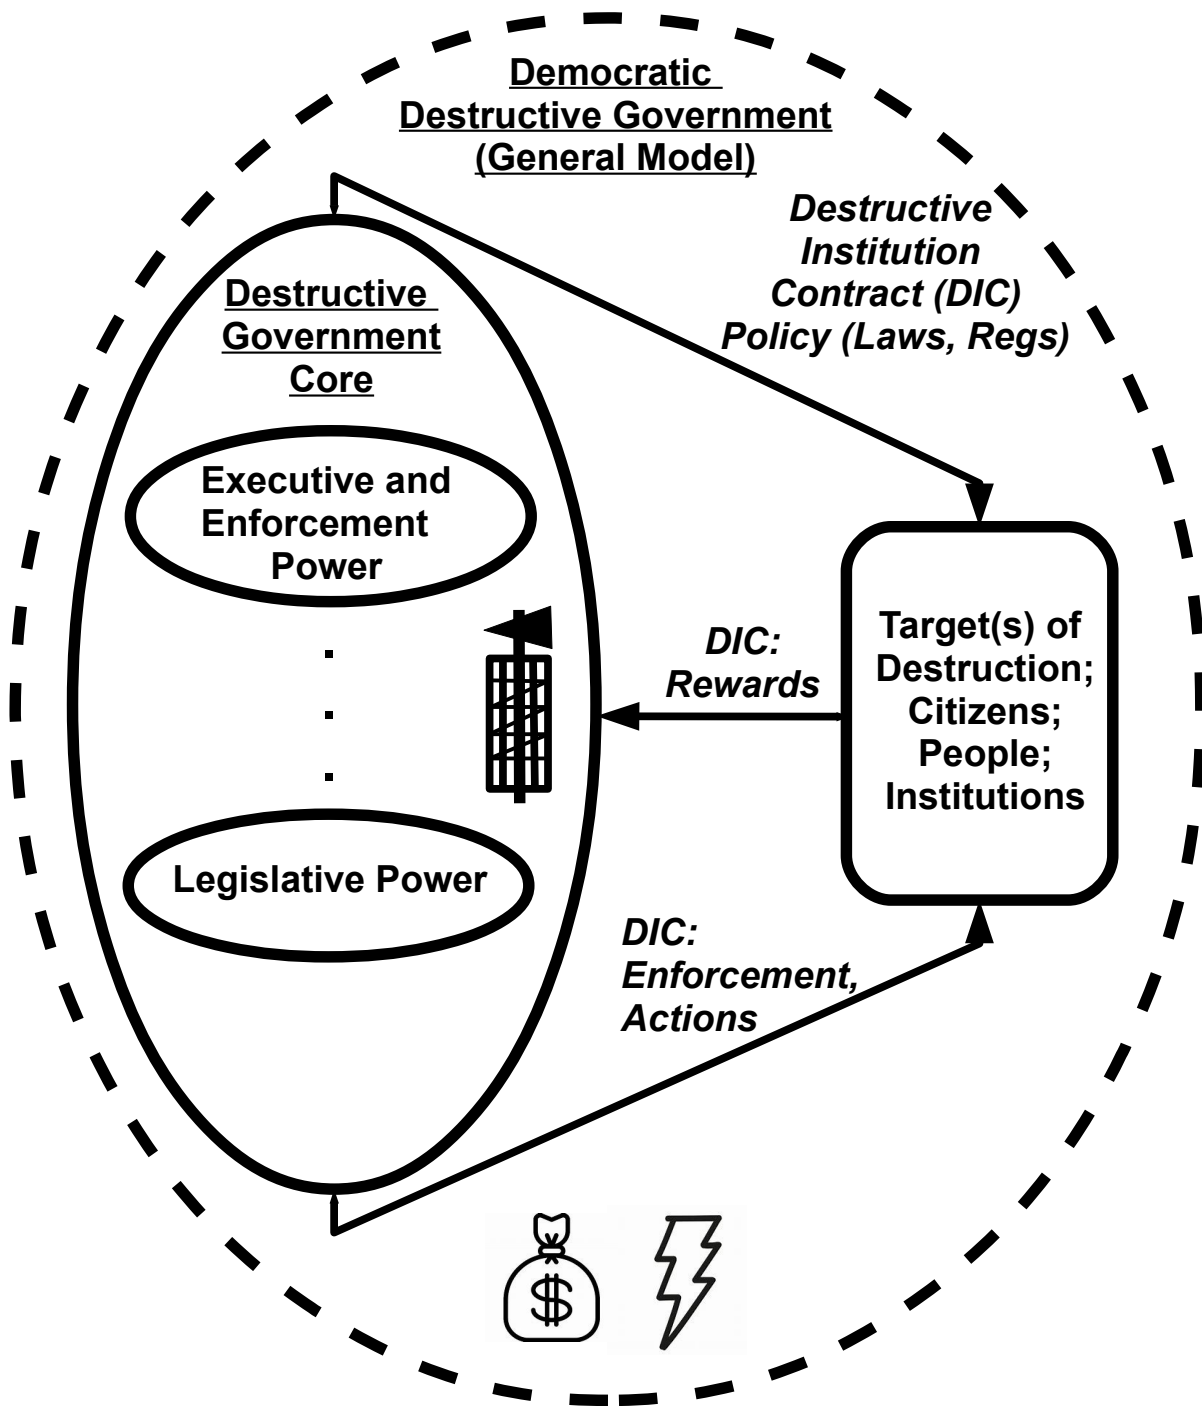 Democratic
Destructive Government
(General Model)
Destructive
Institution
Contract (DIC)
Policy (Laws, Regs)
Destructive
Government
Core
Executive and
Enforcement
Power
DIC:
Rewards
Target(s) of
Destruction;
Citizens;
People;
Institutions
Legislative Power
DIC:
Enforcement,
Actions
$